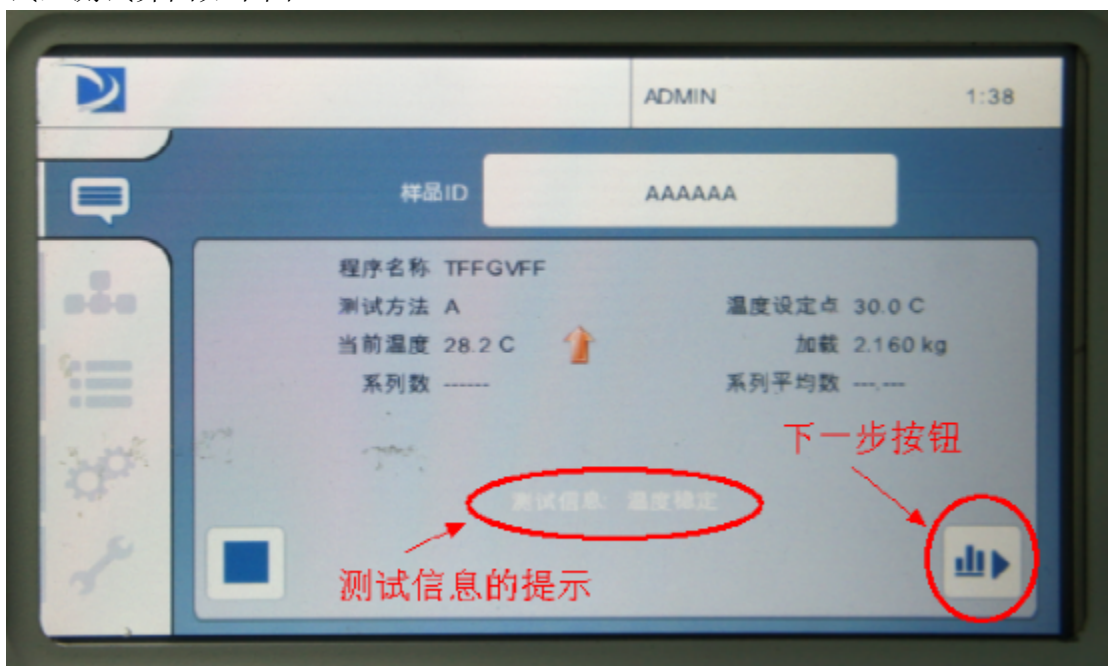 ADMIN 1:38
样品ID AAAAAA
程序名称 TFFGVFF
测试方法 A 温度设定点 30.0 C
当前温度 28.2 C 加载 2.160 kg
系列数 ------ 系列平均数 ---.---
下一步按钮
测试信息: 温度稳定
测试信息的提示